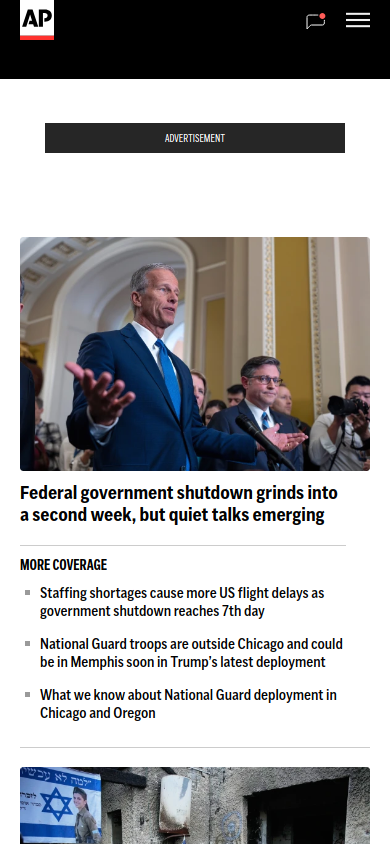 AP
ADVERTISEMENT
Federal government shutdown grinds into
a second week, but quiet talks emerging
MORE COVERAGE
Staffing shortages cause more US flight delays as
government shutdown reaches 7th day
National Guard troops are outside Chicago and could
be in Memphis soon in Trump’s latest deployment
What we know about National Guard deployment in
Chicago and Oregon